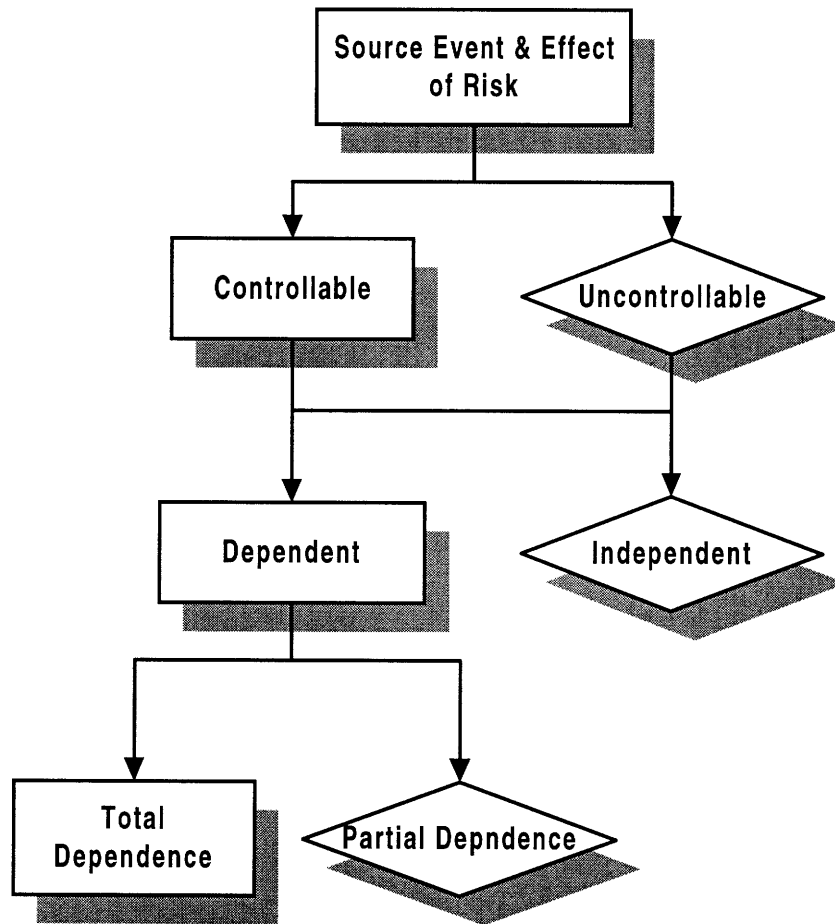 Source Event & Effect
of Risk
Controllable
Uncontrollable
Dependent
Independent
Total
Dependence
Partial Depndence